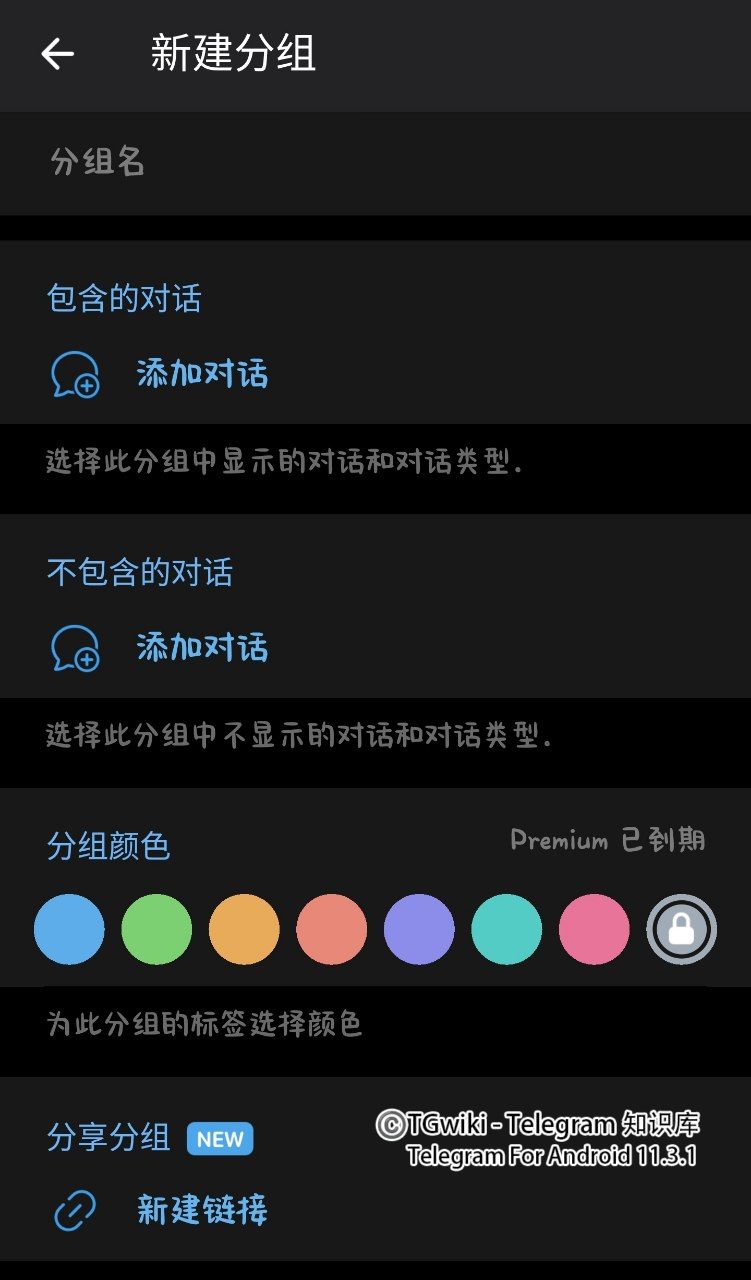 新建分组
分组名
包含的对话
添加对话
选择此分组中显示的对话和对话类型.
不包含的对话
添加对话
选择此分组中不显示的对话和对话类型.
分组颜色
Premium 已到期
为此分组的标签选择颜色
分享分组 NEW
©TGwiki - Telegram 知识库
Telegram For Android 11.3.1
新建链接